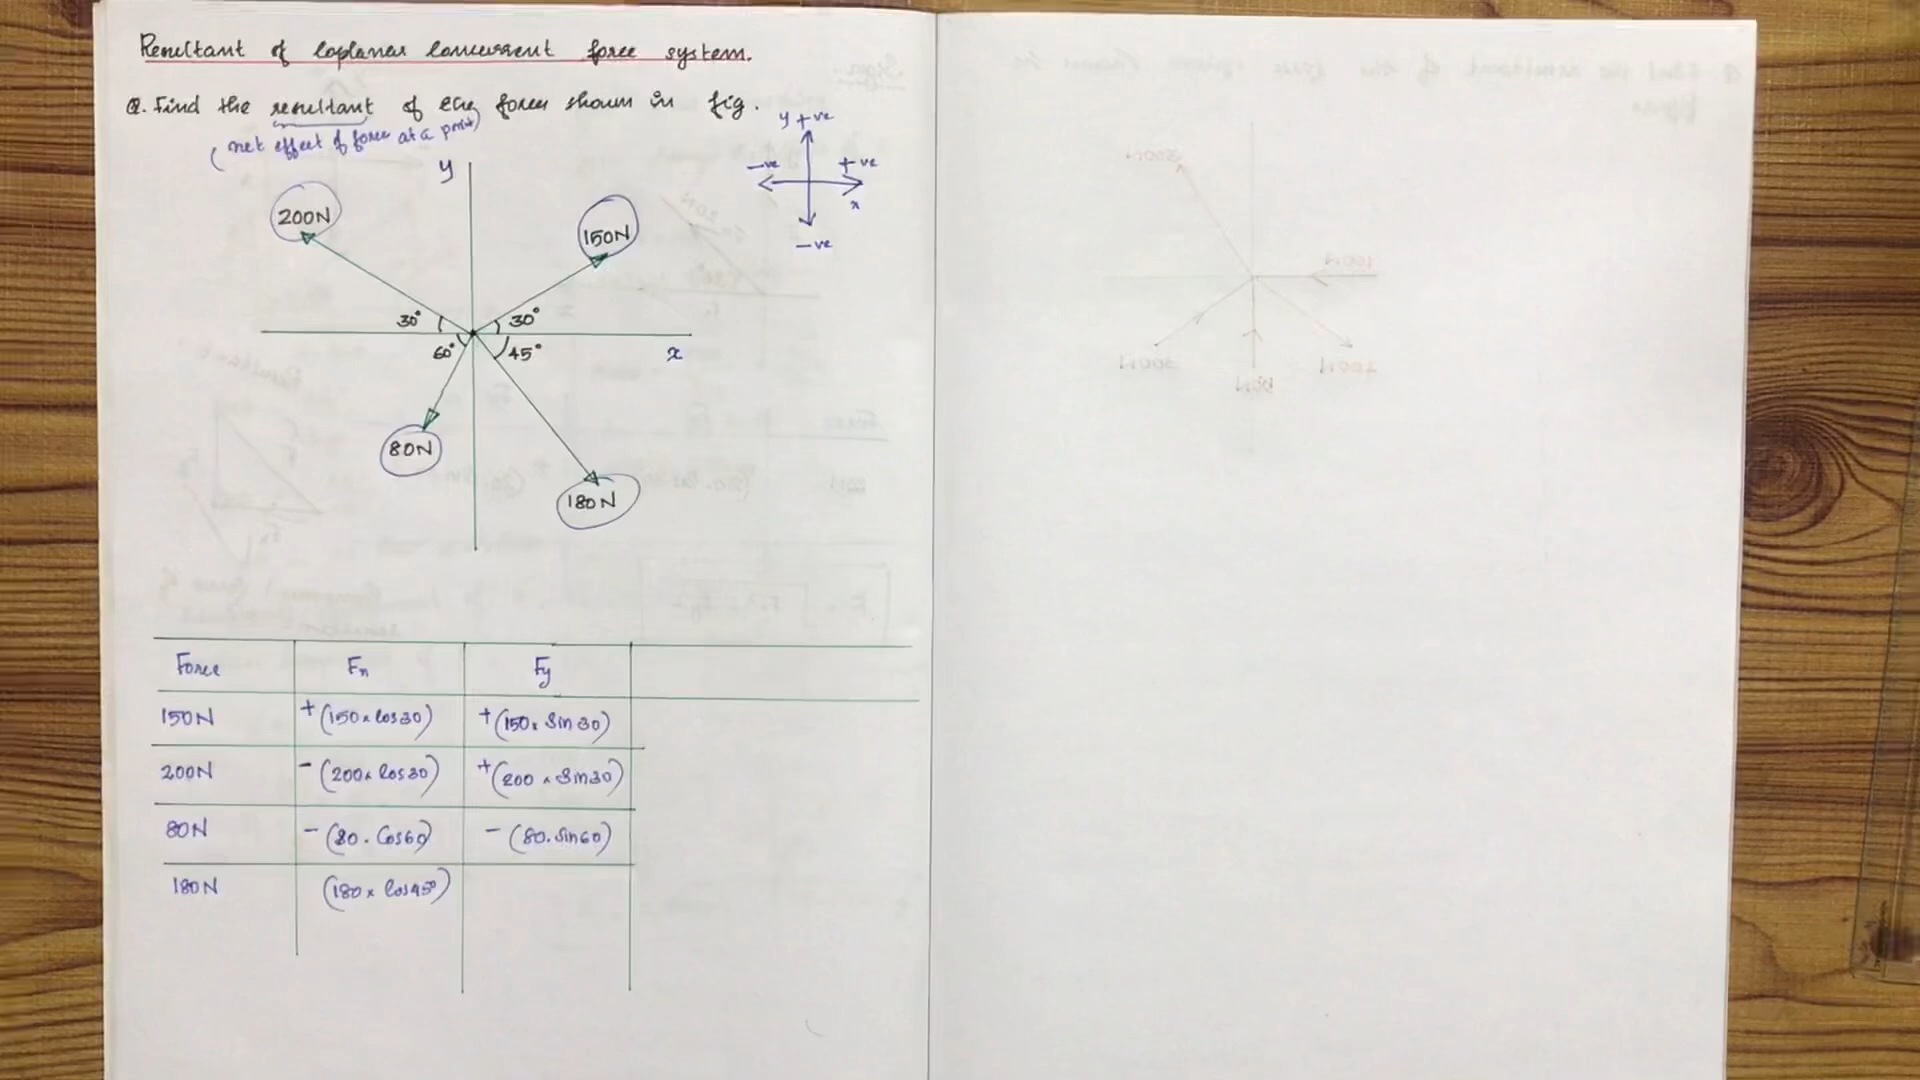 Resultant of Coplanar Concurrent force system.
Q. Find the resultant of the forces shown in fig.
(net effect of force at a point)
y +ve
-ve
+ve
x
-ve
y
200N
150N
30°
30°
60°
45°
x
80N
180N
Force Fx Fy
150N +(150 x Cos30) +(150 x Sin 30)
200N -(200 x Cos30) +(200 x Sin30)
80N -(80 . Cos60) -(80. Sin60)
180N (180 x Cos45°)